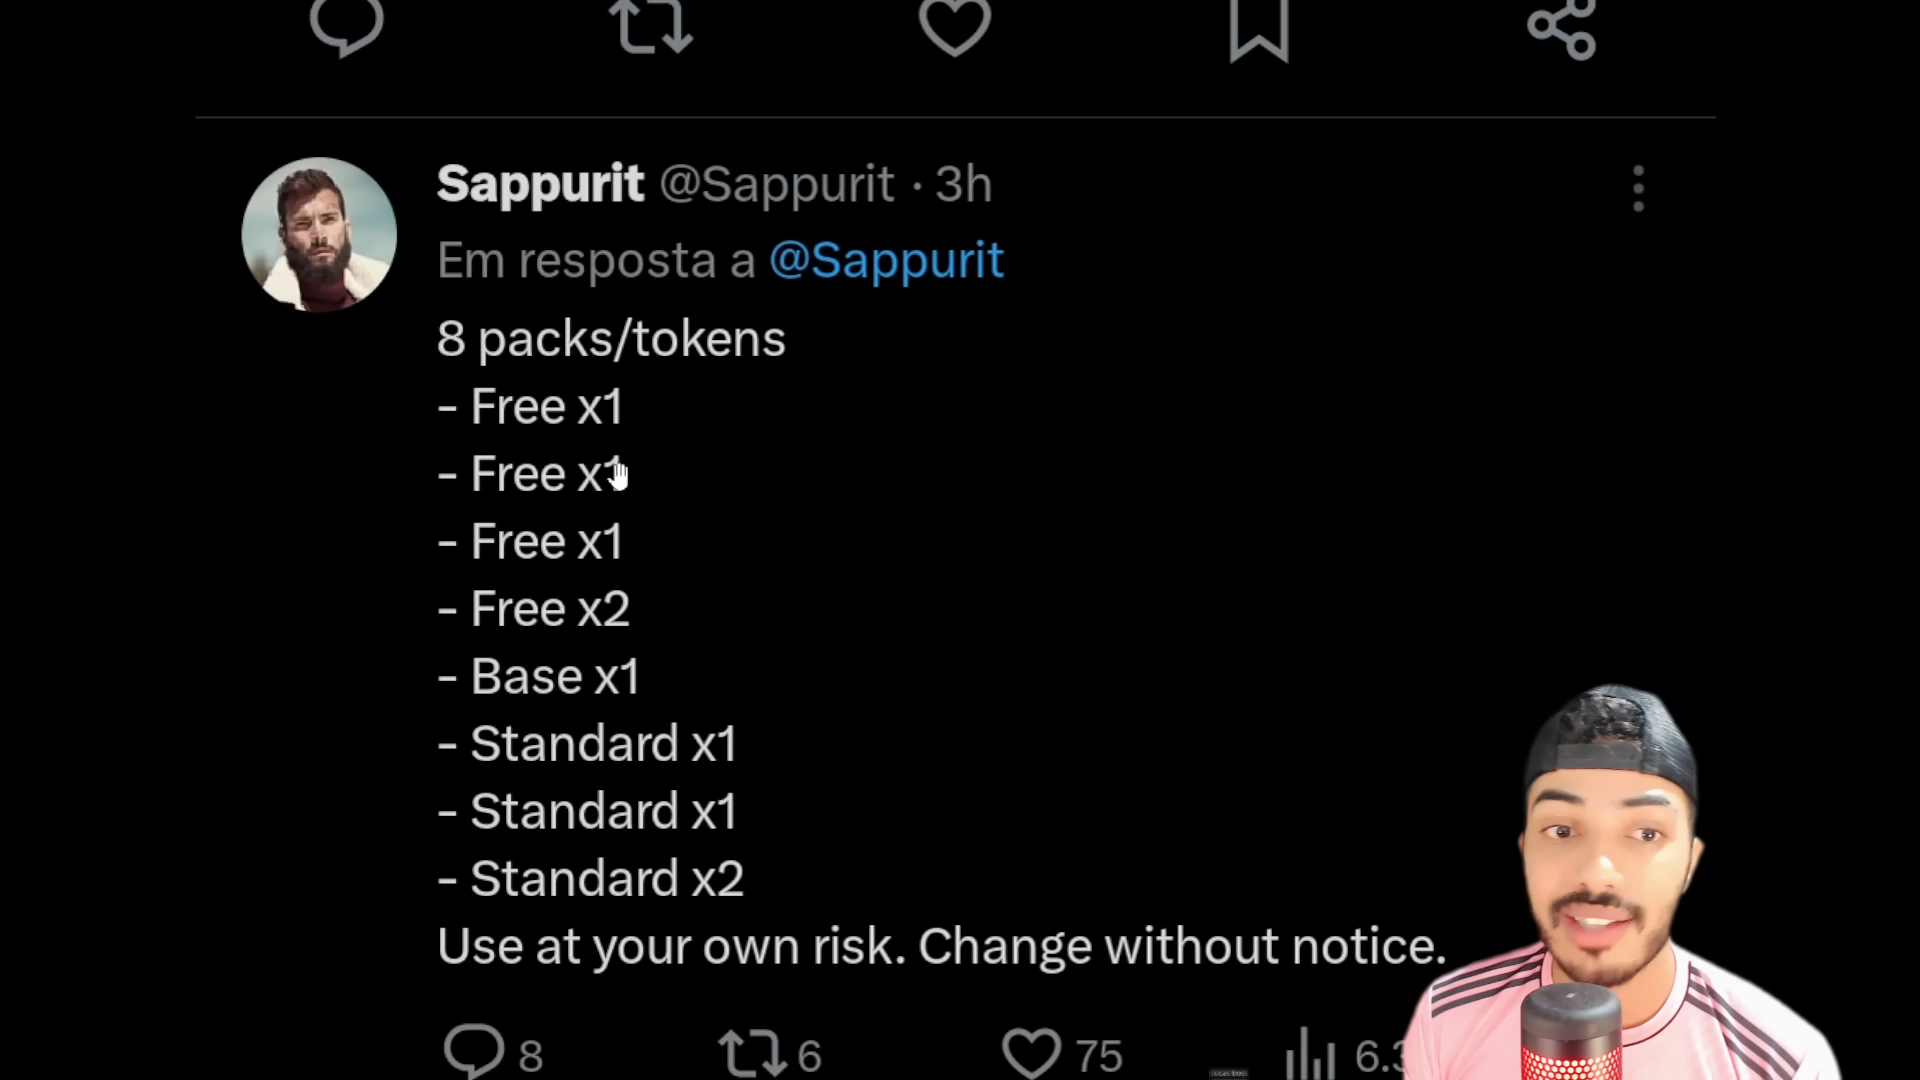 Sappurit @Sappurit · 3h
Em resposta a @Sappurit
8 packs/tokens
- Free x1
- Free x1
- Free x1
- Free x2
- Base x1
- Standard x1
- Standard x1
- Standard x2
Use at your own risk. Change without notice.
8 6 75